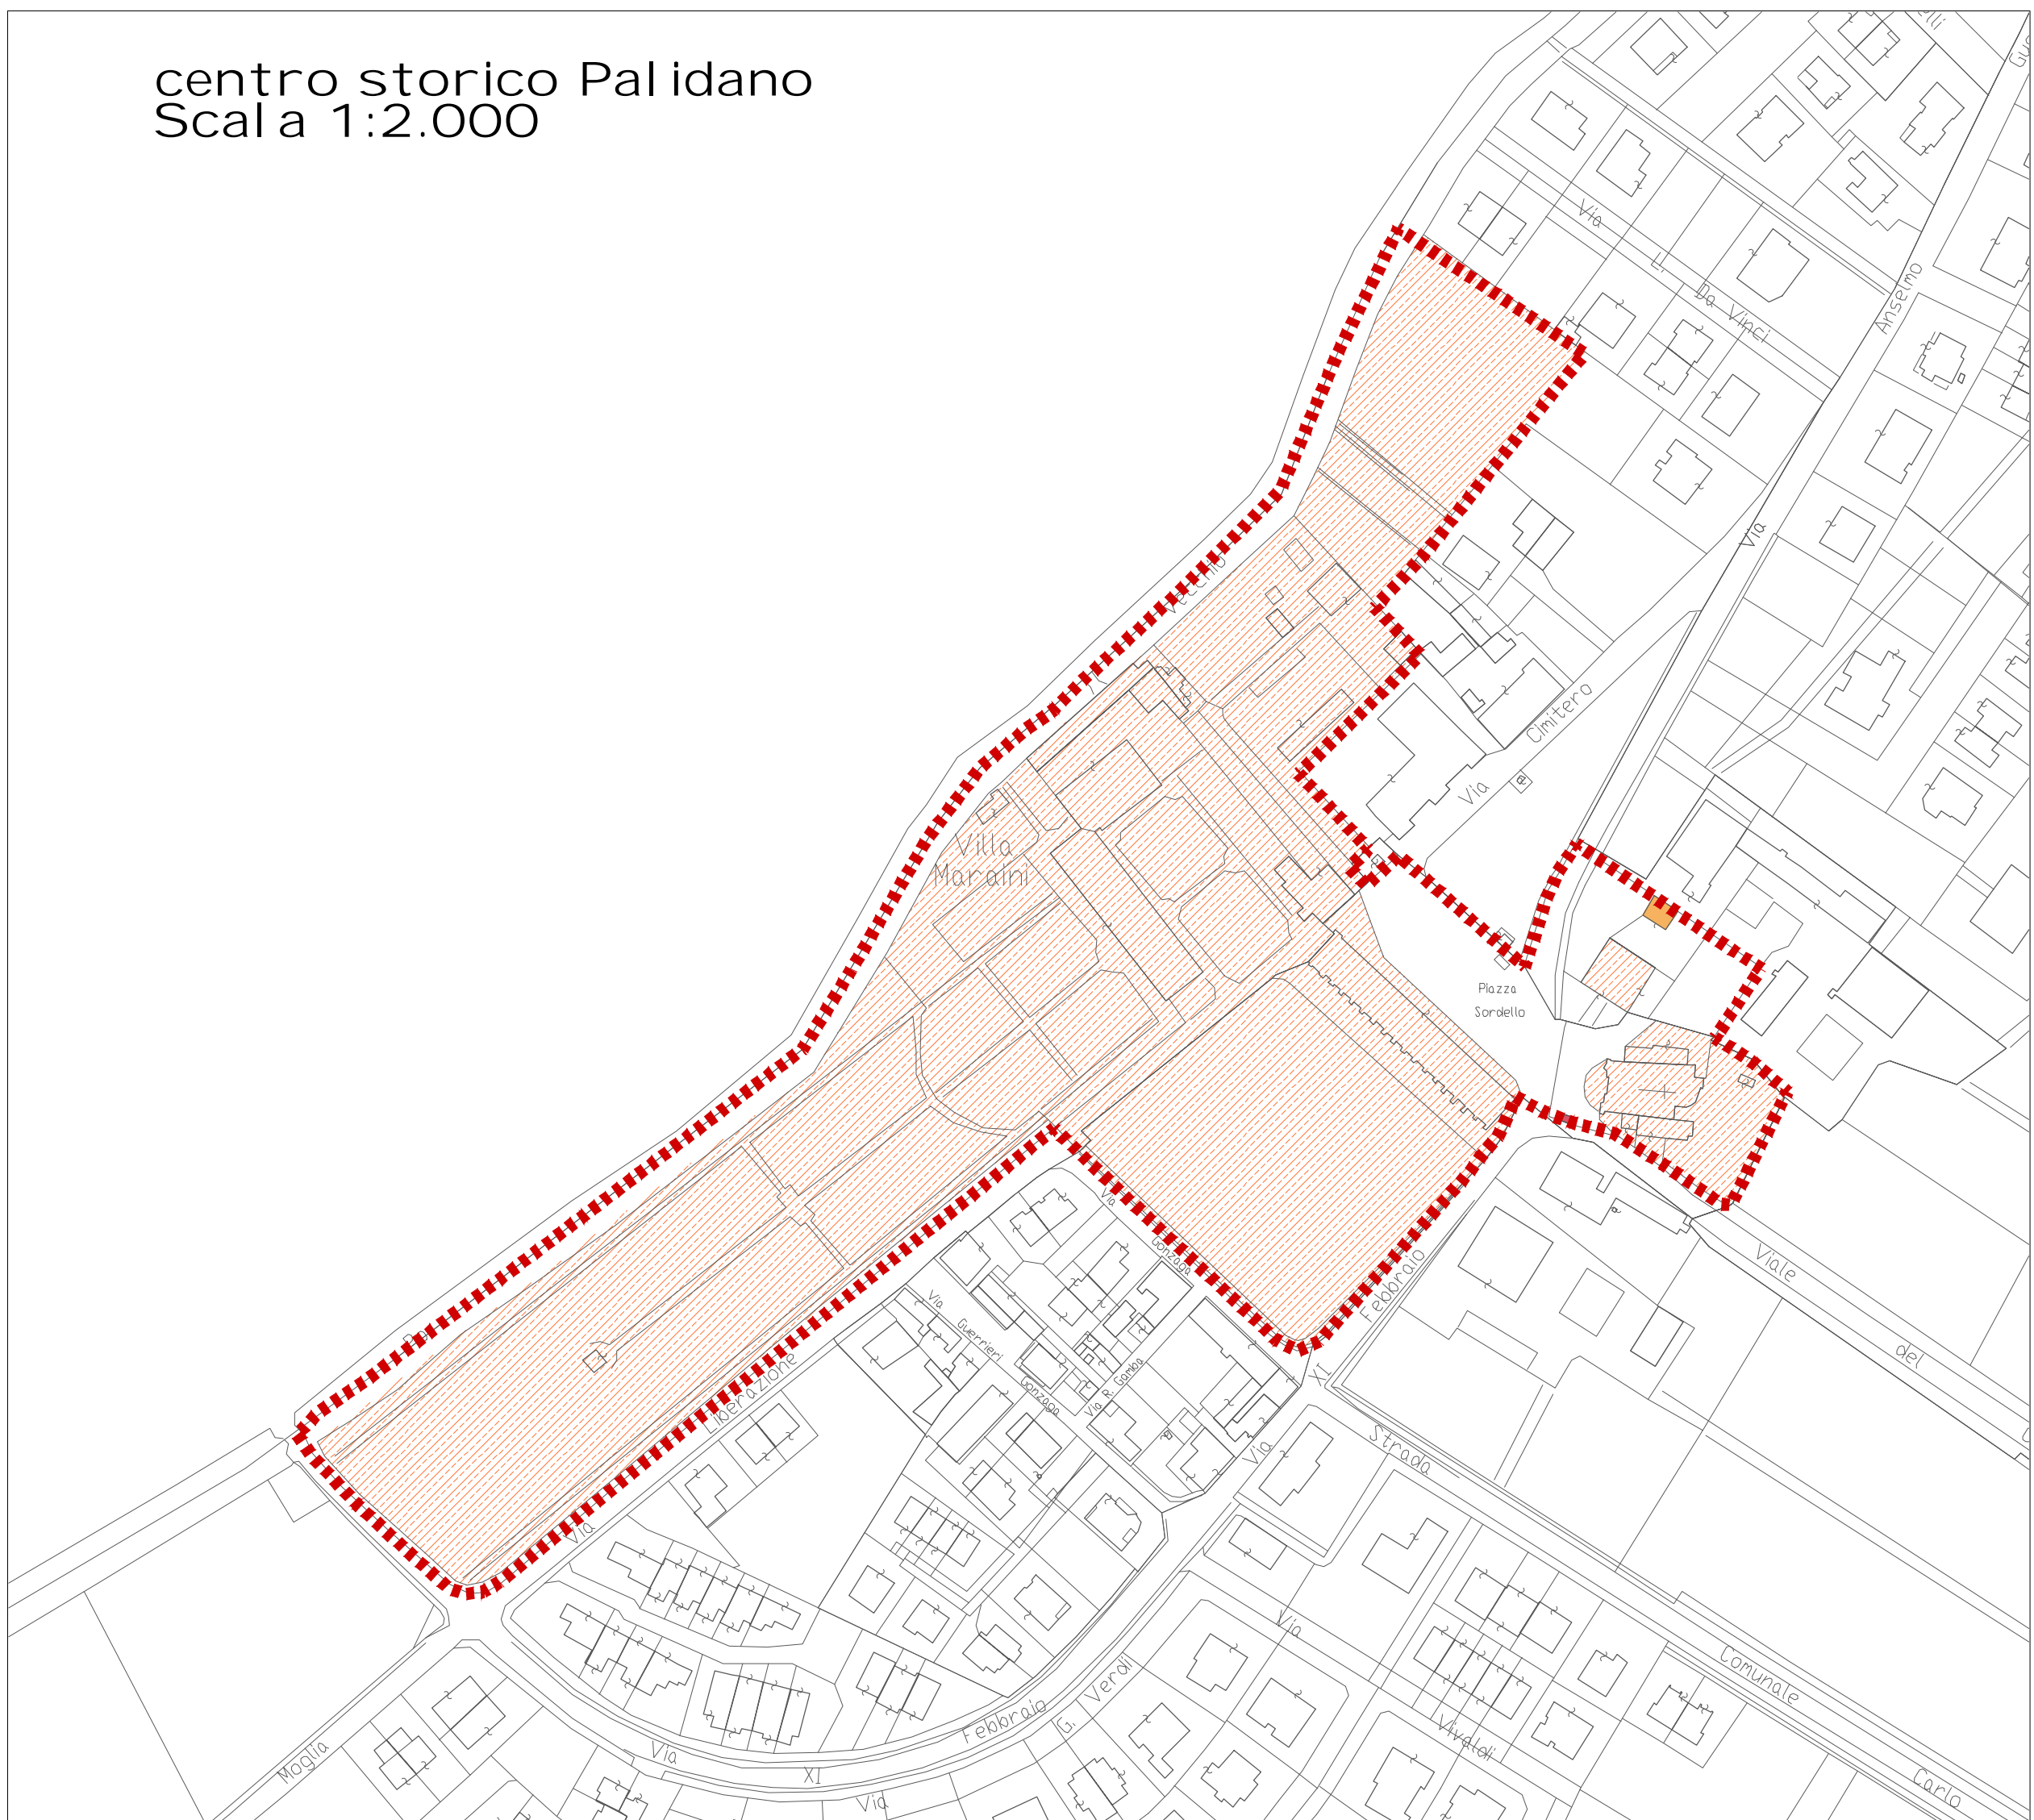 centro storico Palidano
Scala 1:2.000
Via
L.
Da Vinci
Anselmo
Via
Vecchio
Cimitero
Via
Villa
Maraini
Piazza
Sordello
Via
Gonzaga
Febbraio
XI
Via
Viale
del
Via
Guerrieri
Gonzaga
Via R. Gamba
Liberazione
Via
Strada
Comunale
Carlo
Via
Vivaldi
G. Verdi
Via
Moglia
Via
XI
Febbraio